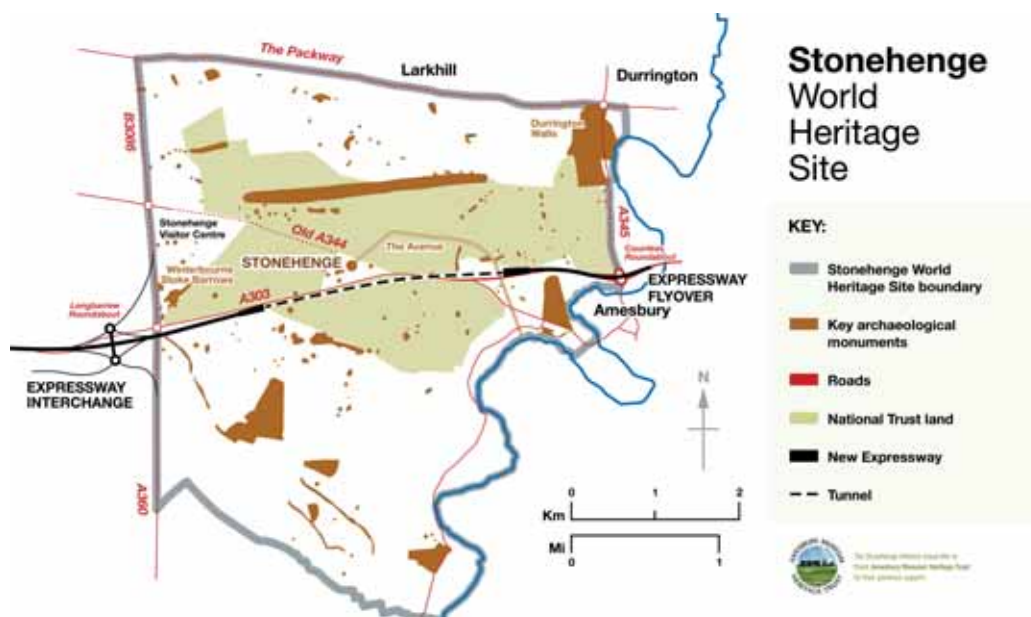 The Packway
Larkhill
Durrington
Durrington
Walls
B3086
Stonehenge
Visitor Centre
Old A344
The Avenue
A345
Countess
Roundabout
STONEHENGE
Winterbourne
Stoke Barrows
A303
EXPRESSWAY
FLYOVER
Amesbury
Longbarrow
Roundabout
EXPRESSWAY
INTERCHANGE
A360
N
0 1 2
Km
Mi
0 1
Stonehenge
World
Heritage
Site
KEY:
Stonehenge World
Heritage Site boundary
Key archaeological
monuments
Roads
National Trust land
New Expressway
Tunnel